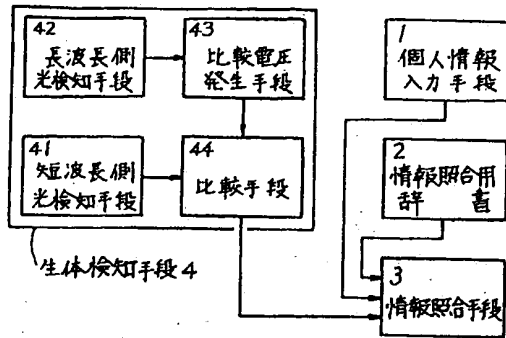 42
長波長側
光検知手段
43
比較電圧
発生手段
41
短波長側
光検知手段
44
比較手段
生体検知手段4
1
個人情報
入力手段
2
情報照合用
辞書
3
情報照合手段